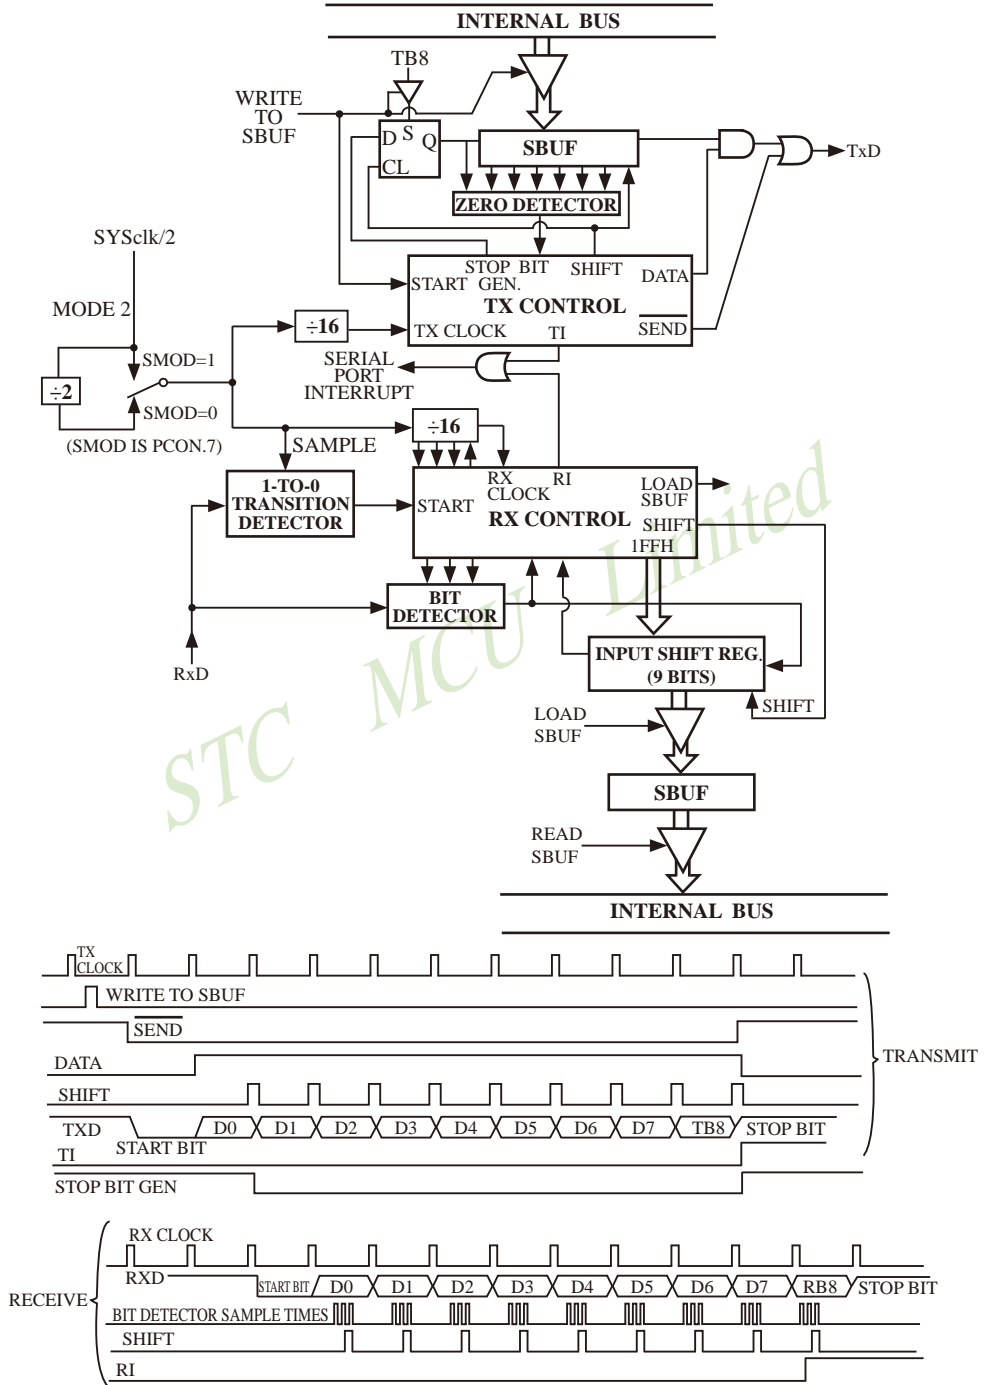 INTERNAL BUS
TB8
WRITE
TO
SBUF
D S Q
CL
SBUF
TxD
ZERO DETECTOR
SYSclk/2
MODE 2
STOP BIT SHIFT DATA
START GEN.
TX CONTROL
÷16
TX CLOCK TI SEND
SERIAL
PORT
INTERRUPT
SMOD=1
÷2
SMOD=0
(SMOD IS PCON.7)
SAMPLE
÷16
1-TO-0
TRANSITION
DETECTOR
RX
CLOCK
RI
LOAD
SBUF
START
RX CONTROL
SHIFT
1FFH
BIT
DETECTOR
RxD
INPUT SHIFT REG.
(9 BITS)
SHIFT
LOAD
SBUF
SBUF
READ
SBUF
INTERNAL BUS
STC MCU Limited
TX
CLOCK
WRITE TO SBUF
SEND
DATA
TRANSMIT
SHIFT
TXD D0 D1 D2 D3 D4 D5 D6 D7 TB8 STOP BIT
START BIT
TI
STOP BIT GEN
RX CLOCK
RXD START BIT D0 D1 D2 D3 D4 D5 D6 D7 RB8 STOP BIT
RECEIVE
BIT DETECTOR SAMPLE TIMES
SHIFT
RI